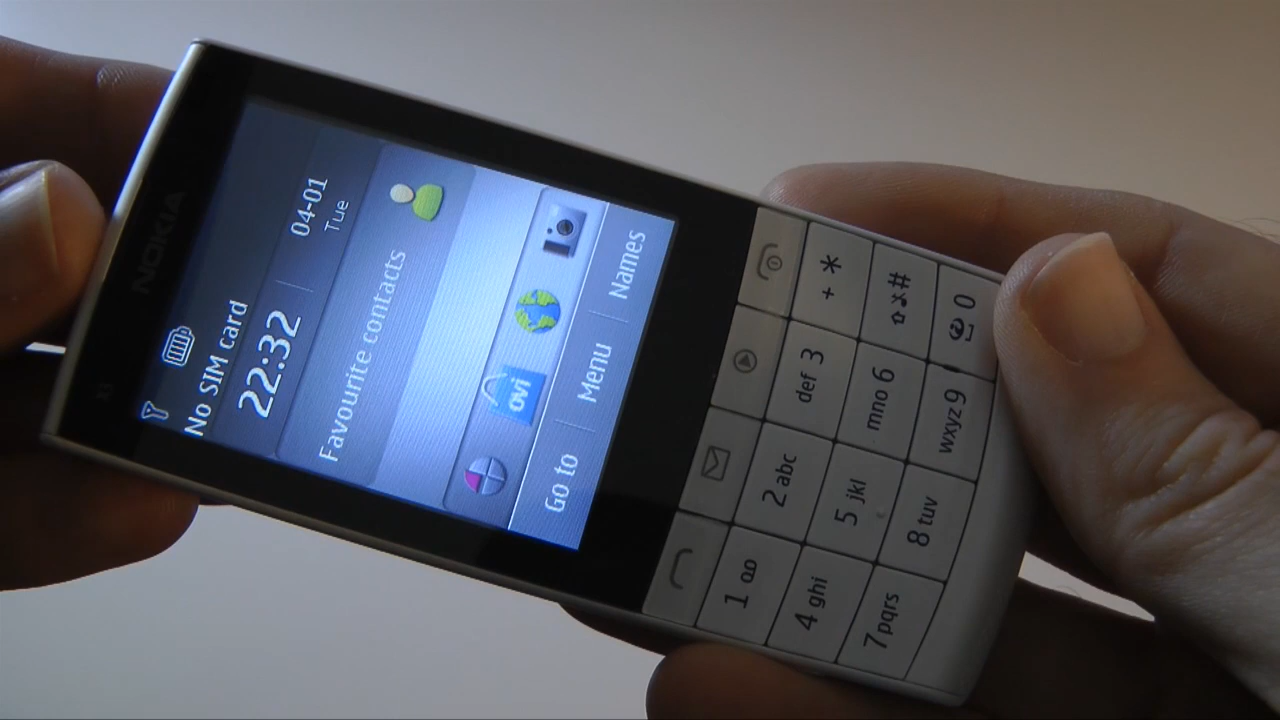 NOKIA
X3
No SIM card
22:32
04-01
Tue
Favourite contacts
ovi
Go to Menu Names
1
2 abc
def 3
+ *
4 ghi
5 jkl
mno 6
#
7 pqrs
8 tuv
wxyz 9
0